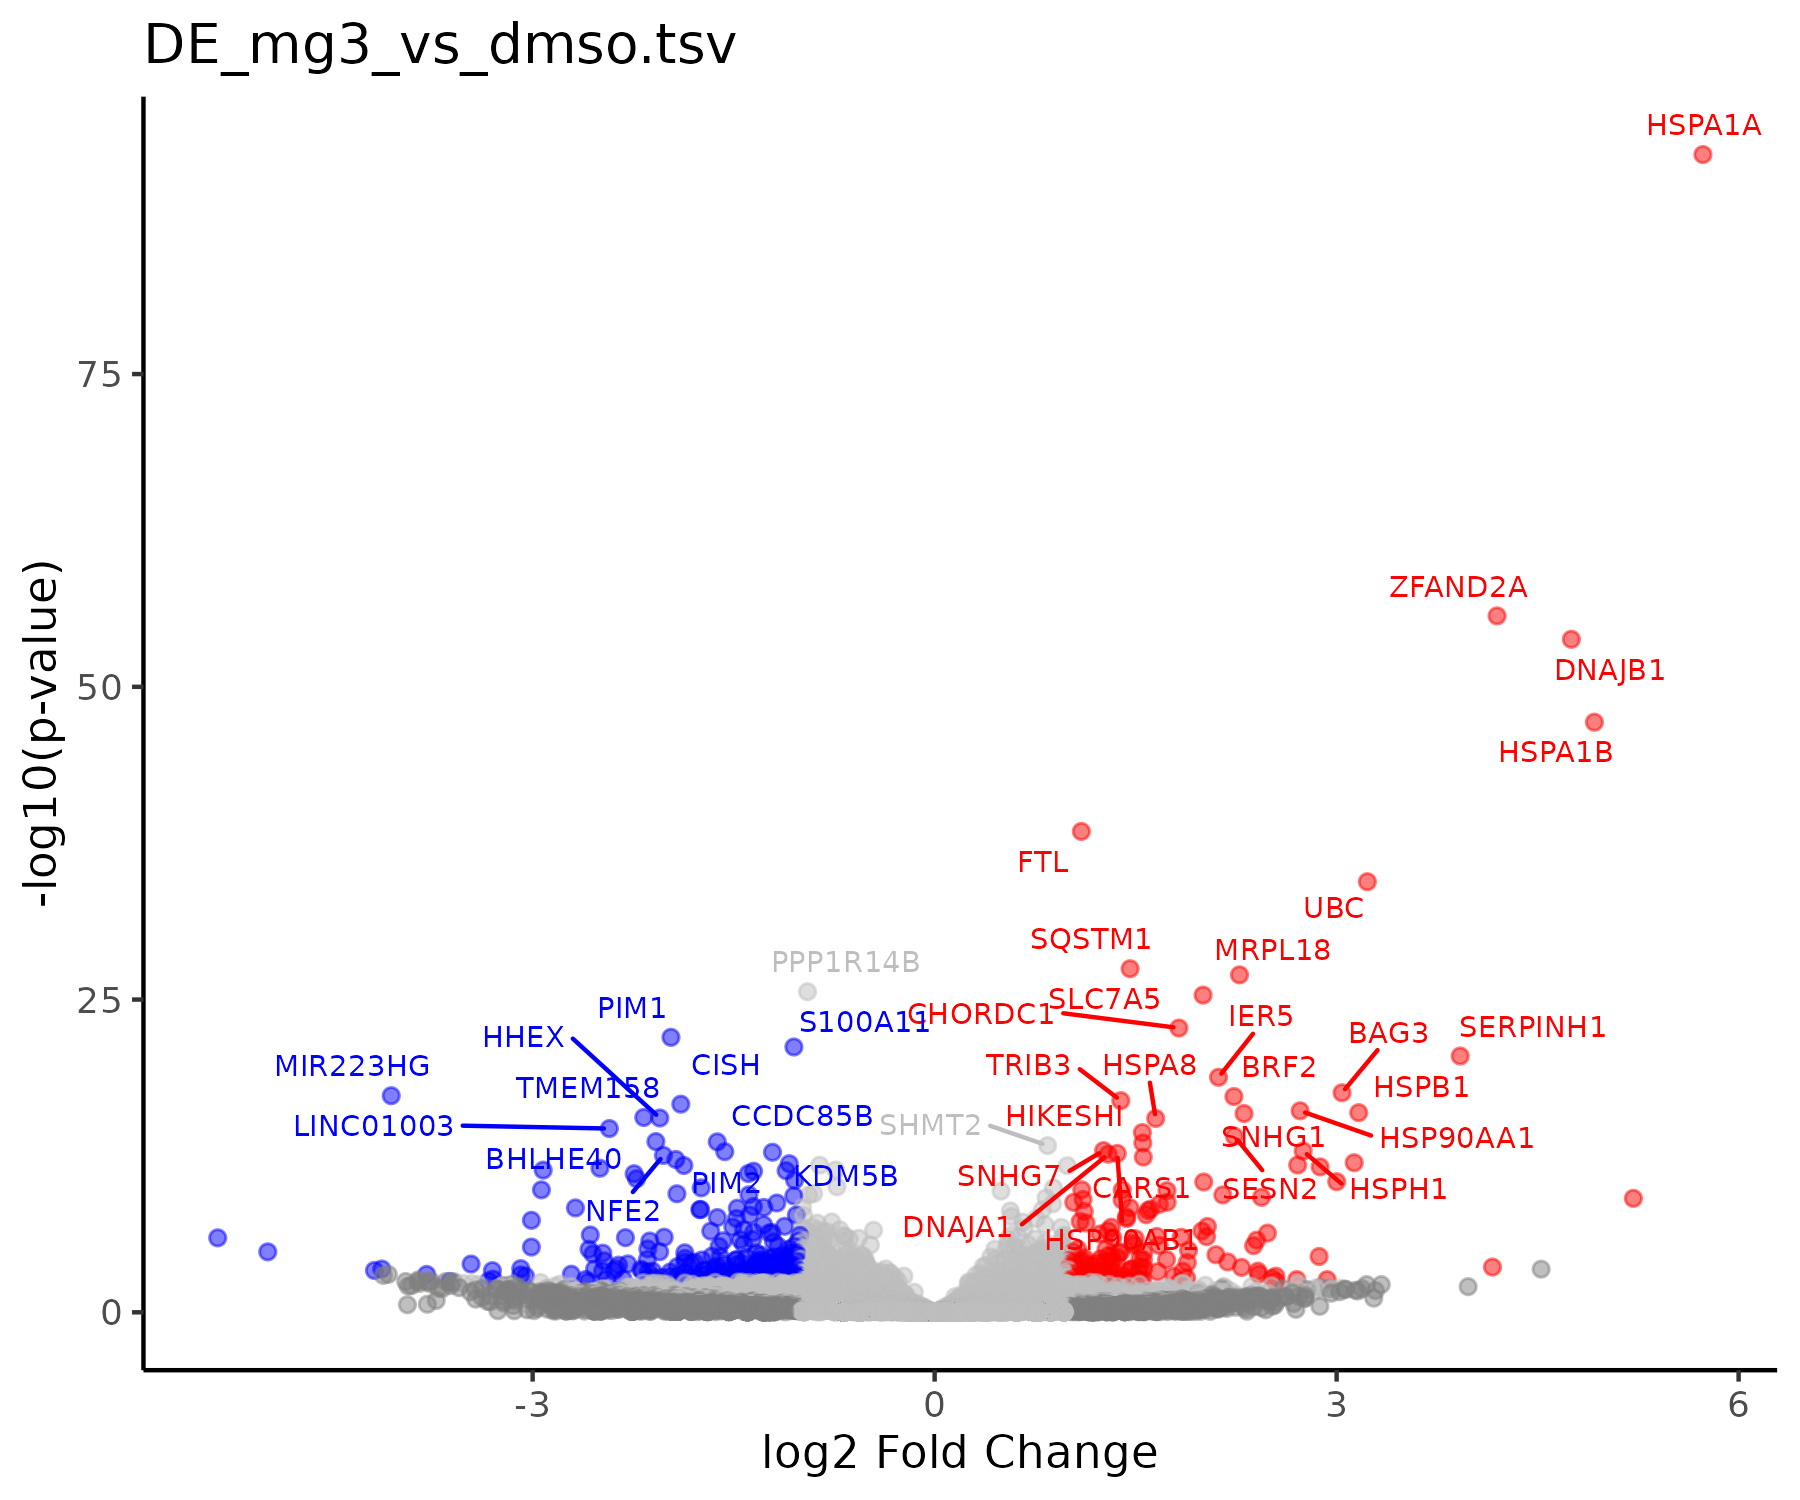 DE_mg3_vs_dmso.tsv
HSPA1A
75
ZFAND2A
DNAJB1
50
HSPA1B
FTL
UBC
SQSTM1
MRPL18
PPP1R14B
25
PIM1
SLC7A5
CHORDC1
S100A11
IER5
SERPINH1
BAG3
HHEX
MIR223HG
CISH
TRIB3
HSPA8
BRF2
TMEM158
HSPB1
LINC01003
CCDC85B
SHMT2
HIKESHI
SNHG1
HSP90AA1
BHLHE40
PIM2
KDM5B
SNHG7
CARS1
SESN2
HSPH1
NFE2
DNAJA1
HSP90AB1
0
-3
0
3
6
log2 Fold Change
-log10(p-value)